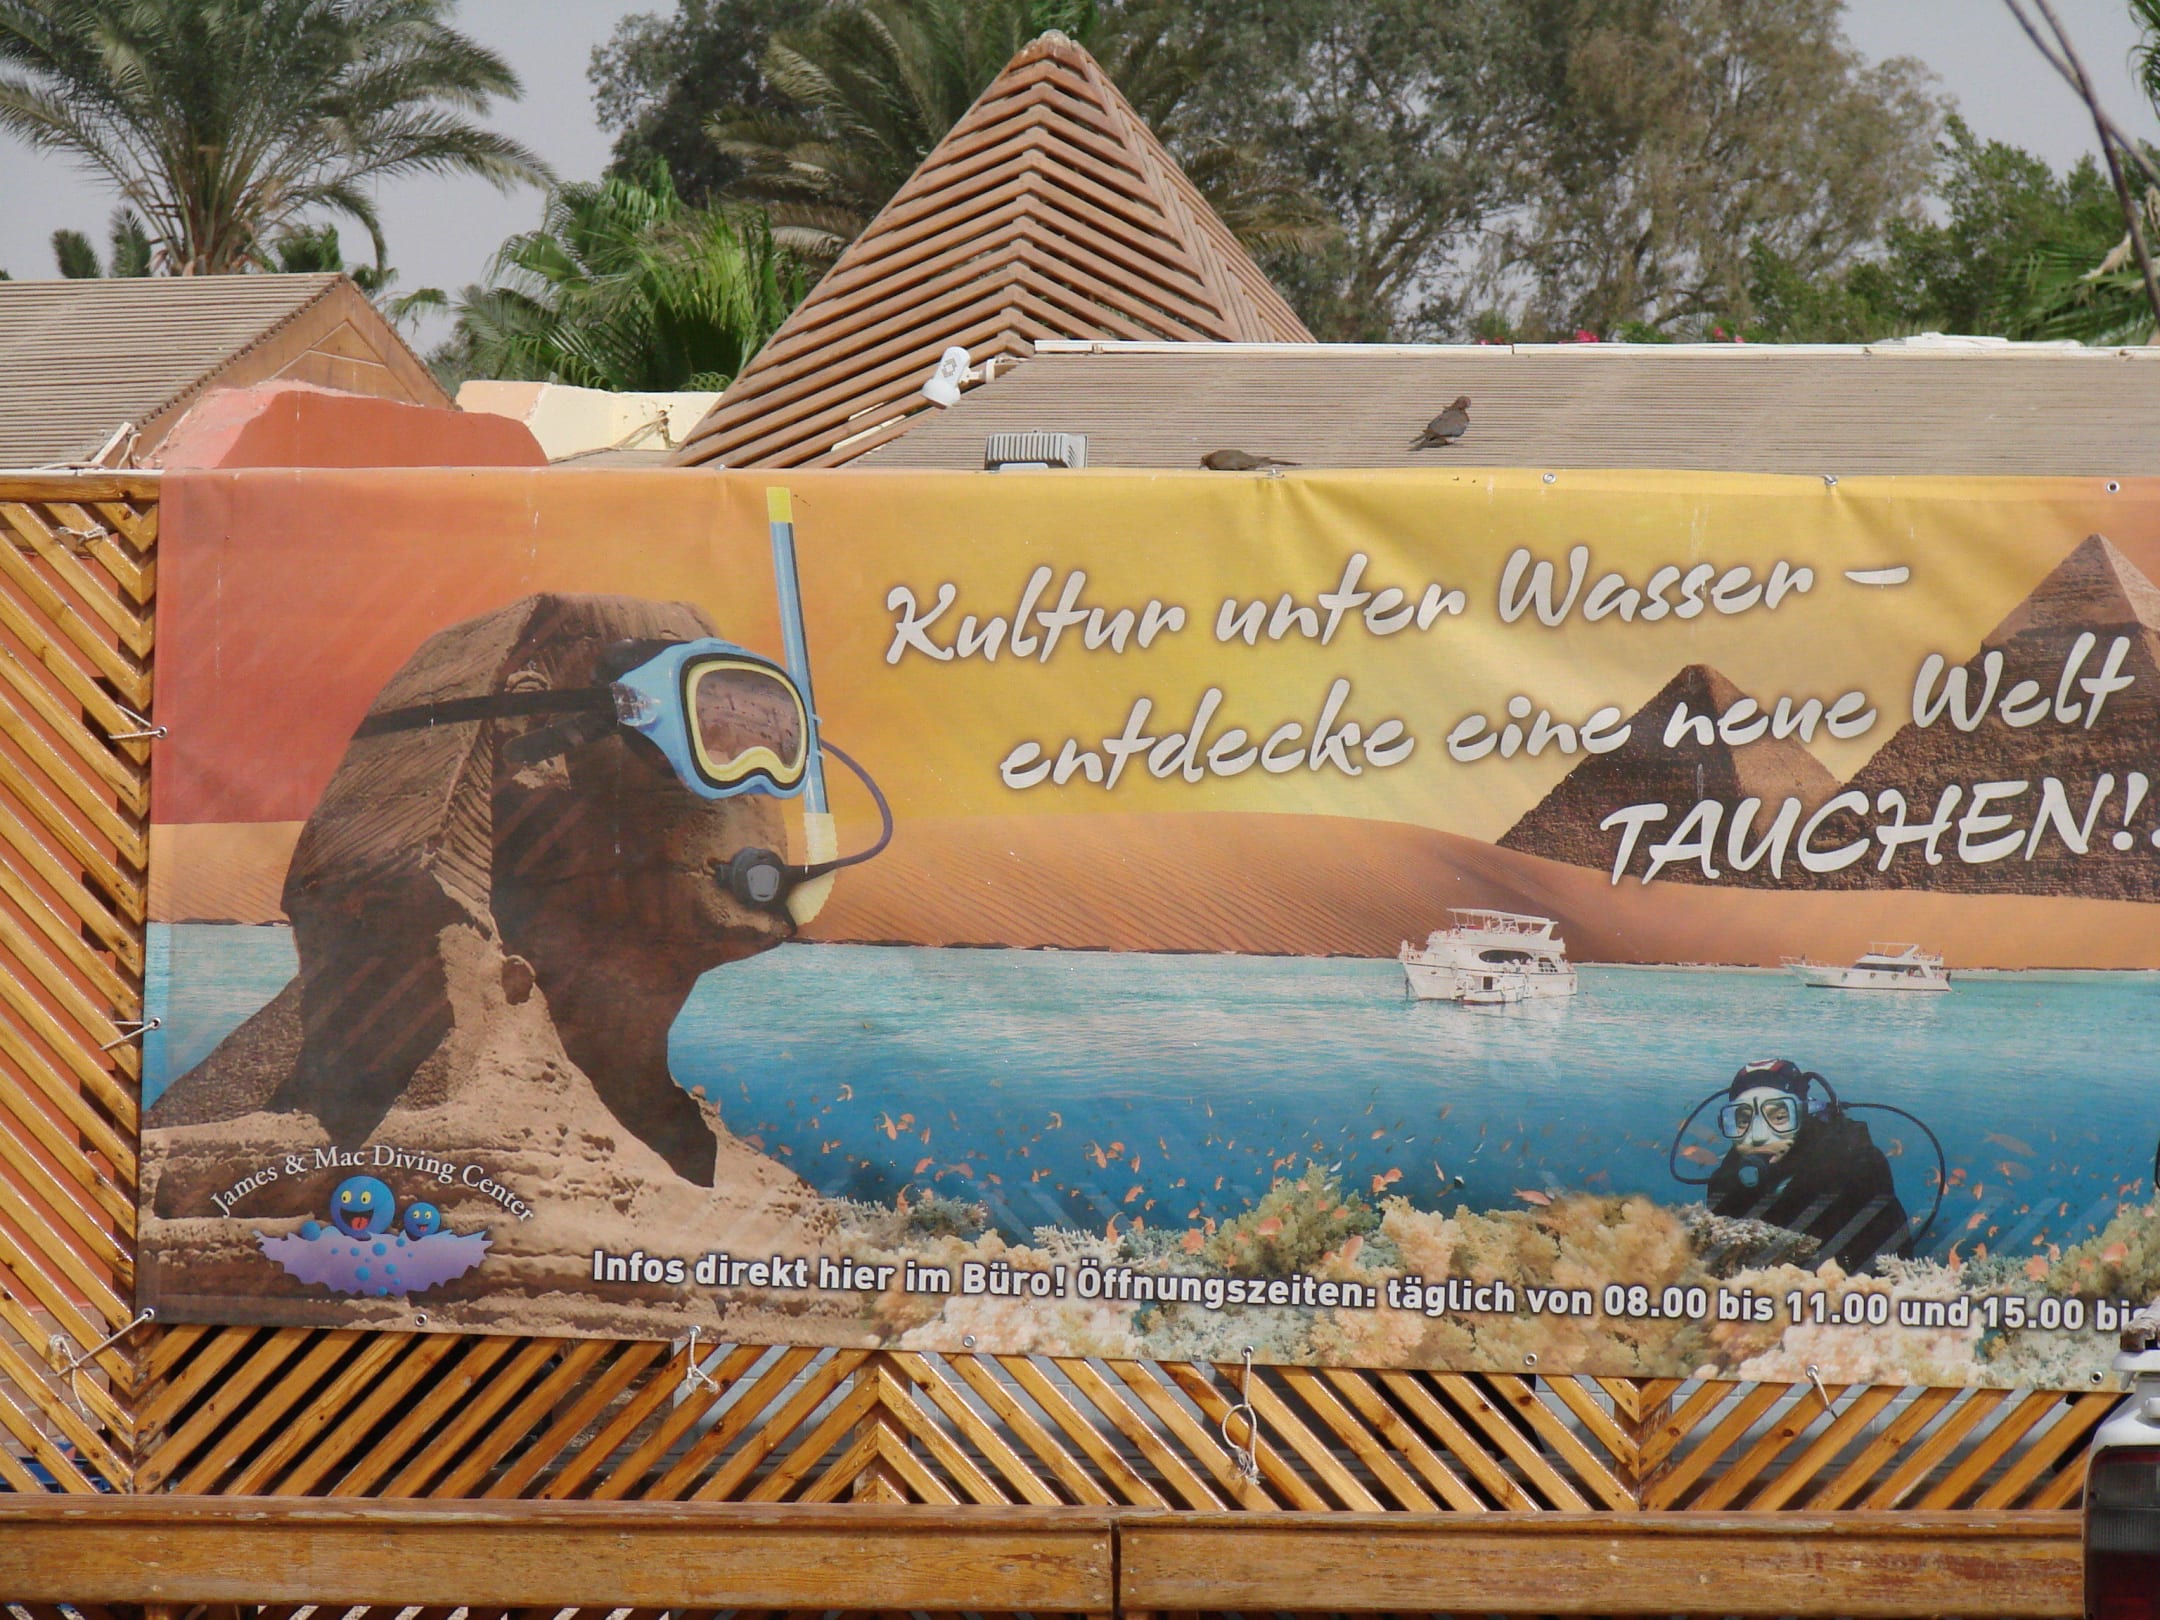 Kultur unter Wasser –
entdecke eine neue Welt
TAUCHEN!
James & Mac Diving Center
Infos direkt hier im Büro! Öffnungszeiten: täglich von 08.00 bis 11.00 und 15.00